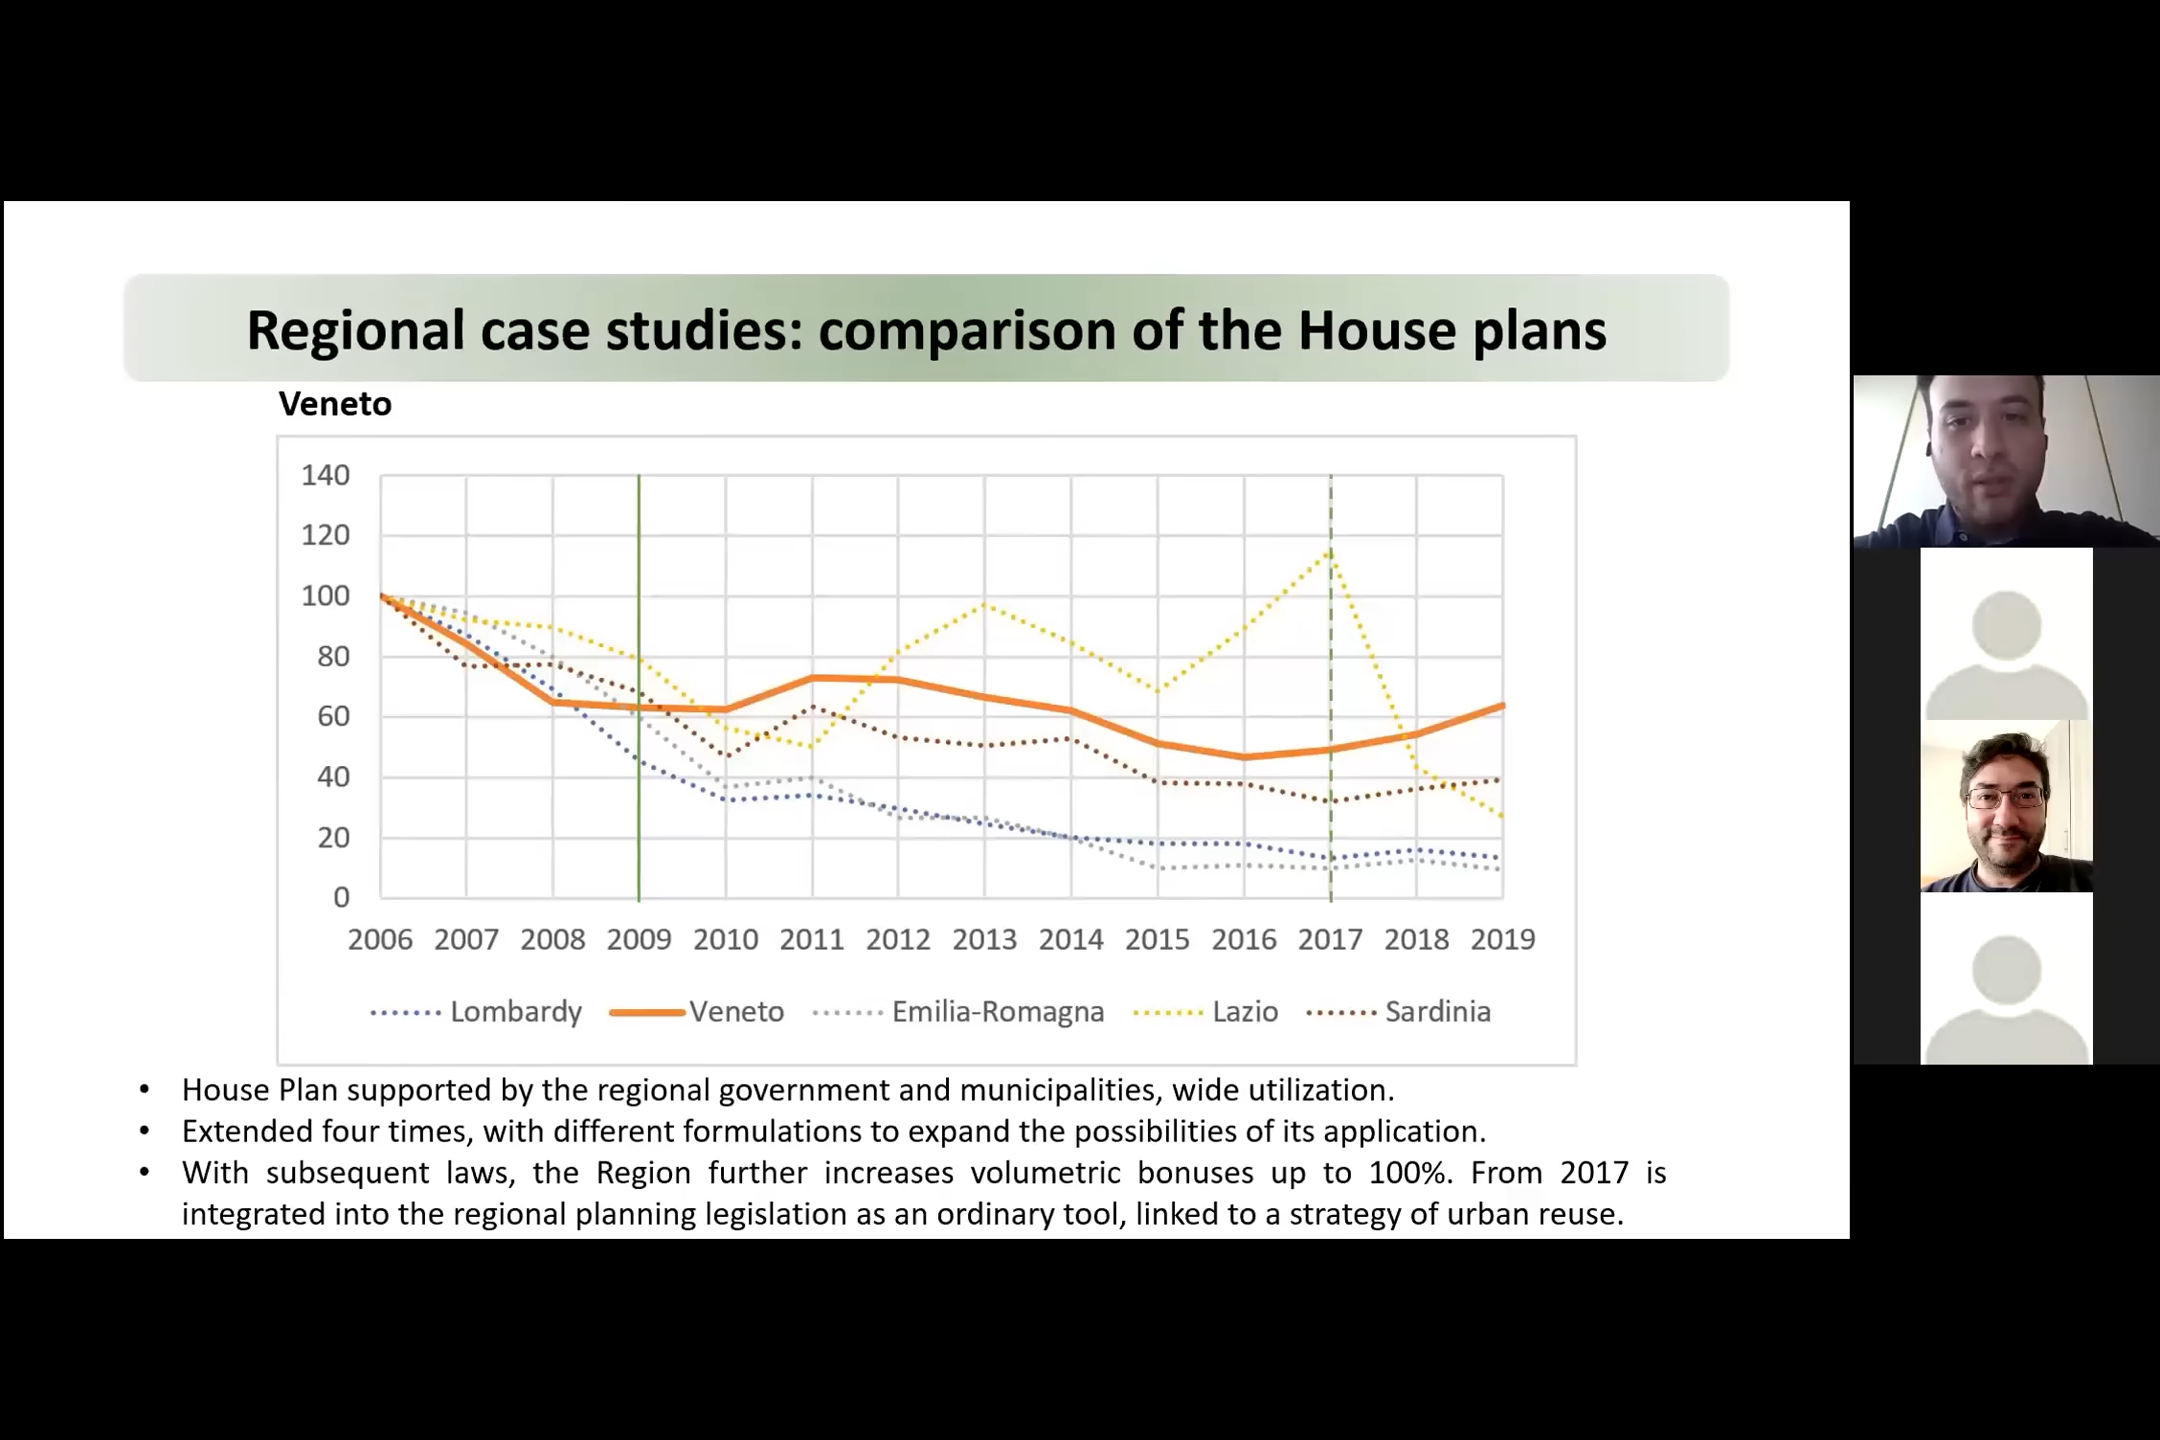 Regional case studies: comparison of the House plans
Veneto
140
120
100
80
60
40
20
0
2006 2007 2008 2009 2010 2011 2012 2013 2014 2015 2016 2017 2018 2019
Lombardy Veneto Emilia-Romagna Lazio Sardinia
• House Plan supported by the regional government and municipalities, wide utilization.
• Extended four times, with different formulations to expand the possibilities of its application.
• With subsequent laws, the Region further increases volumetric bonuses up to 100%. From 2017 is
integrated into the regional planning legislation as an ordinary tool, linked to a strategy of urban reuse.